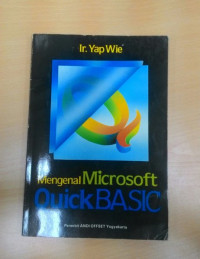 Ir. Yap Wie
Mengenal Microsoft
QuickBASIC
Penerbit ANDI OFFSET Yogyakarta